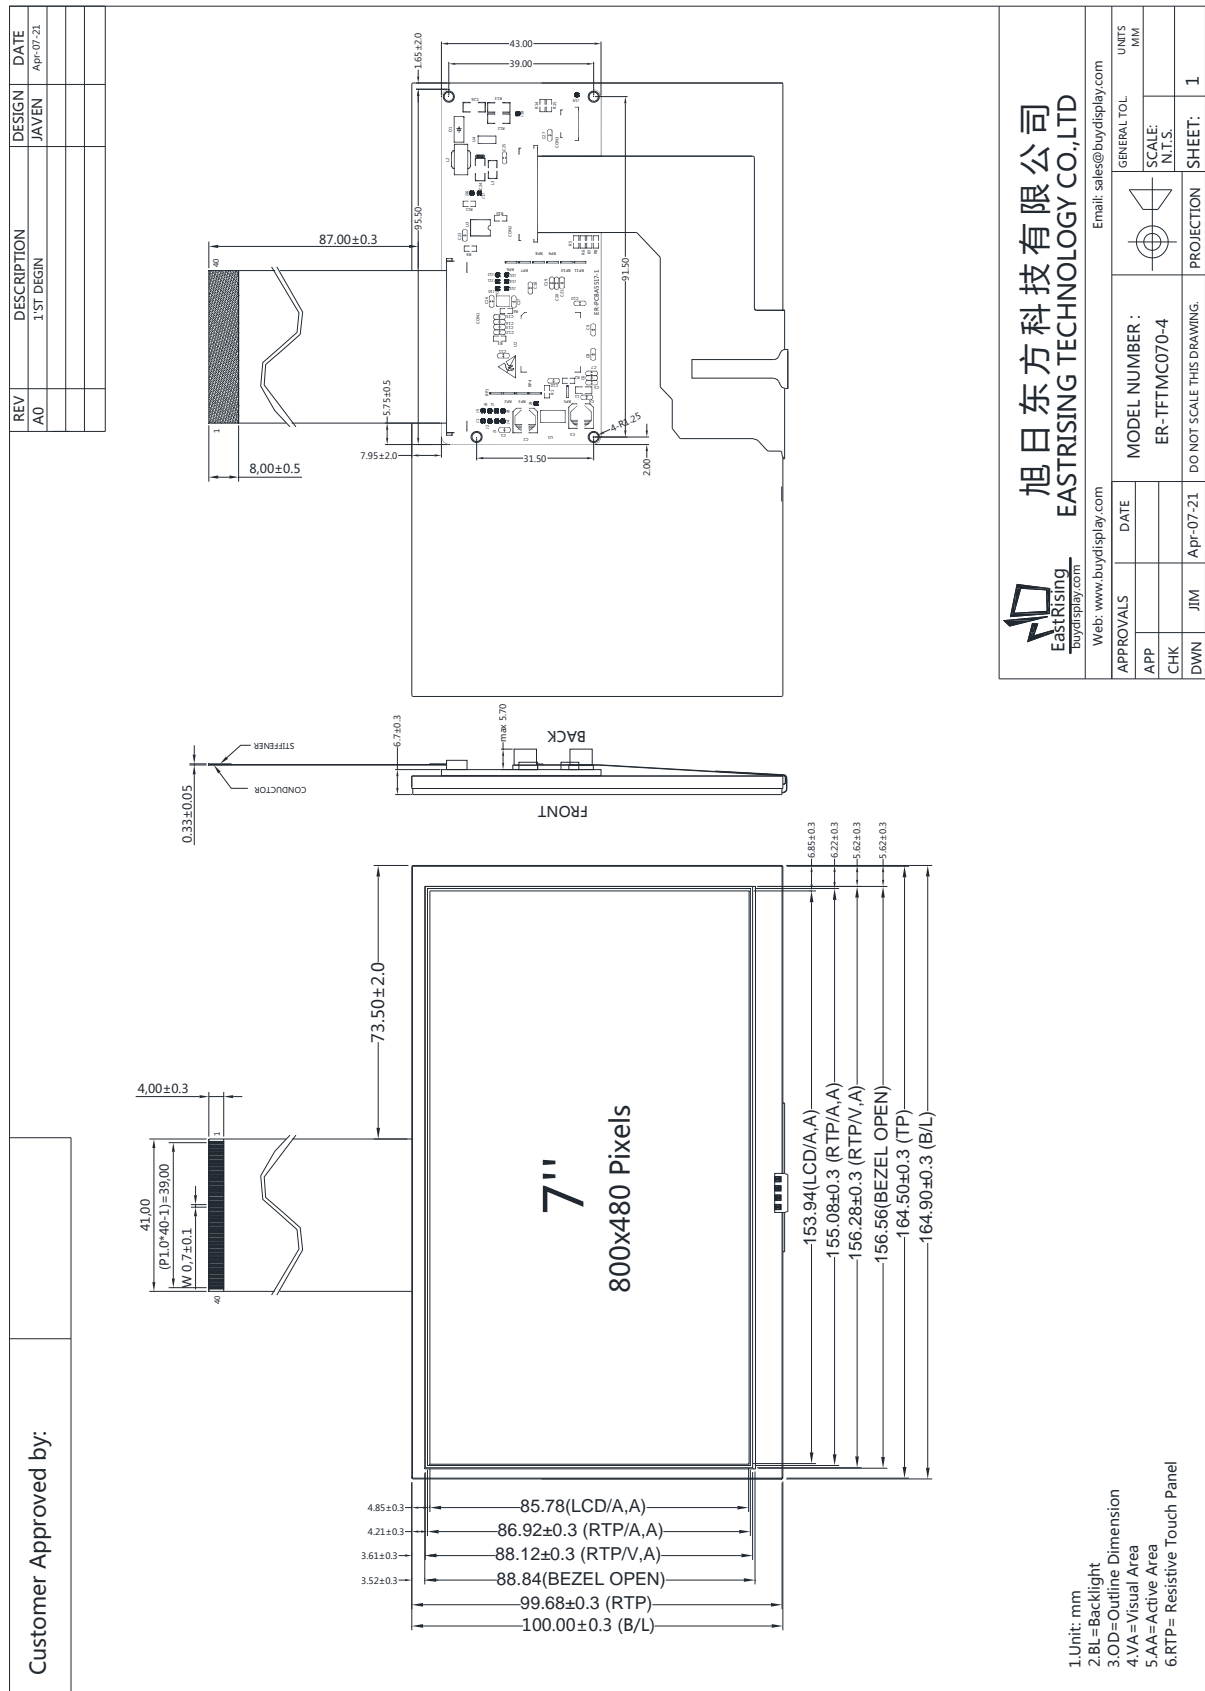 REV
DESCRIPTION
DESIGN
DATE
A0
1'ST DEGIN
JAVEN
Apr-07-21
43.00
39.00
1.65±2.0
95.50
91.50
87.00±0.3
40
1
5.75±0.5
8,00±0.5
7.95±2.0
31.50
2.00
4-R1.25
ER-PCBA5517-1
CON1
CON2
STIFFENER
CONDUCTOR
0.33±0.05
6.7±0.3
max 5.70
BACK
FRONT
4,00±0.3
41,00
(P1.0*40-1)=39,00
W 0,7±0.1
1
40
73.50±2.0
7"
800x480 Pixels
6.85±0.3
6.22±0.3
5.62±0.3
5.62±0.3
153.94(LCD/A,A)
155.08±0.3 (RTP/A,A)
156.28±0.3 (RTP/V,A)
156.56(BEZEL OPEN)
164.50±0.3 (TP)
164.90±0.3 (B/L)
4.85±0.3
85.78(LCD/A,A)
4.21±0.3
86.92±0.3 (RTP/A,A)
3.61±0.3
88.12±0.3 (RTP/V,A)
3.52±0.3
88.84(BEZEL OPEN)
99.68±0.3 (RTP)
100.00±0.3 (B/L)
Customer Approved by:
1.Unit: mm
2.BL=Backlight
3.OD=Outline Dimension
4.VA=Visual Area
5.AA=Active Area
6.RTP= Resistive Touch Panel
EastRising
buydisplay.com
旭日东方科技有限公司
EASTRISING TECHNOLOGY CO.,LTD
Web: www.buydisplay.com
Email: sales@buydisplay.com
APPROVALS
DATE
APP
CHK
DWN
JIM
Apr-07-21
MODEL NUMBER :
ER-TFTMC070-4
DO NOT SCALE THIS DRAWING.
PROJECTION
GENERAL TOL.
UNITS
MM
SCALE:
N.T.S.
SHEET:
1